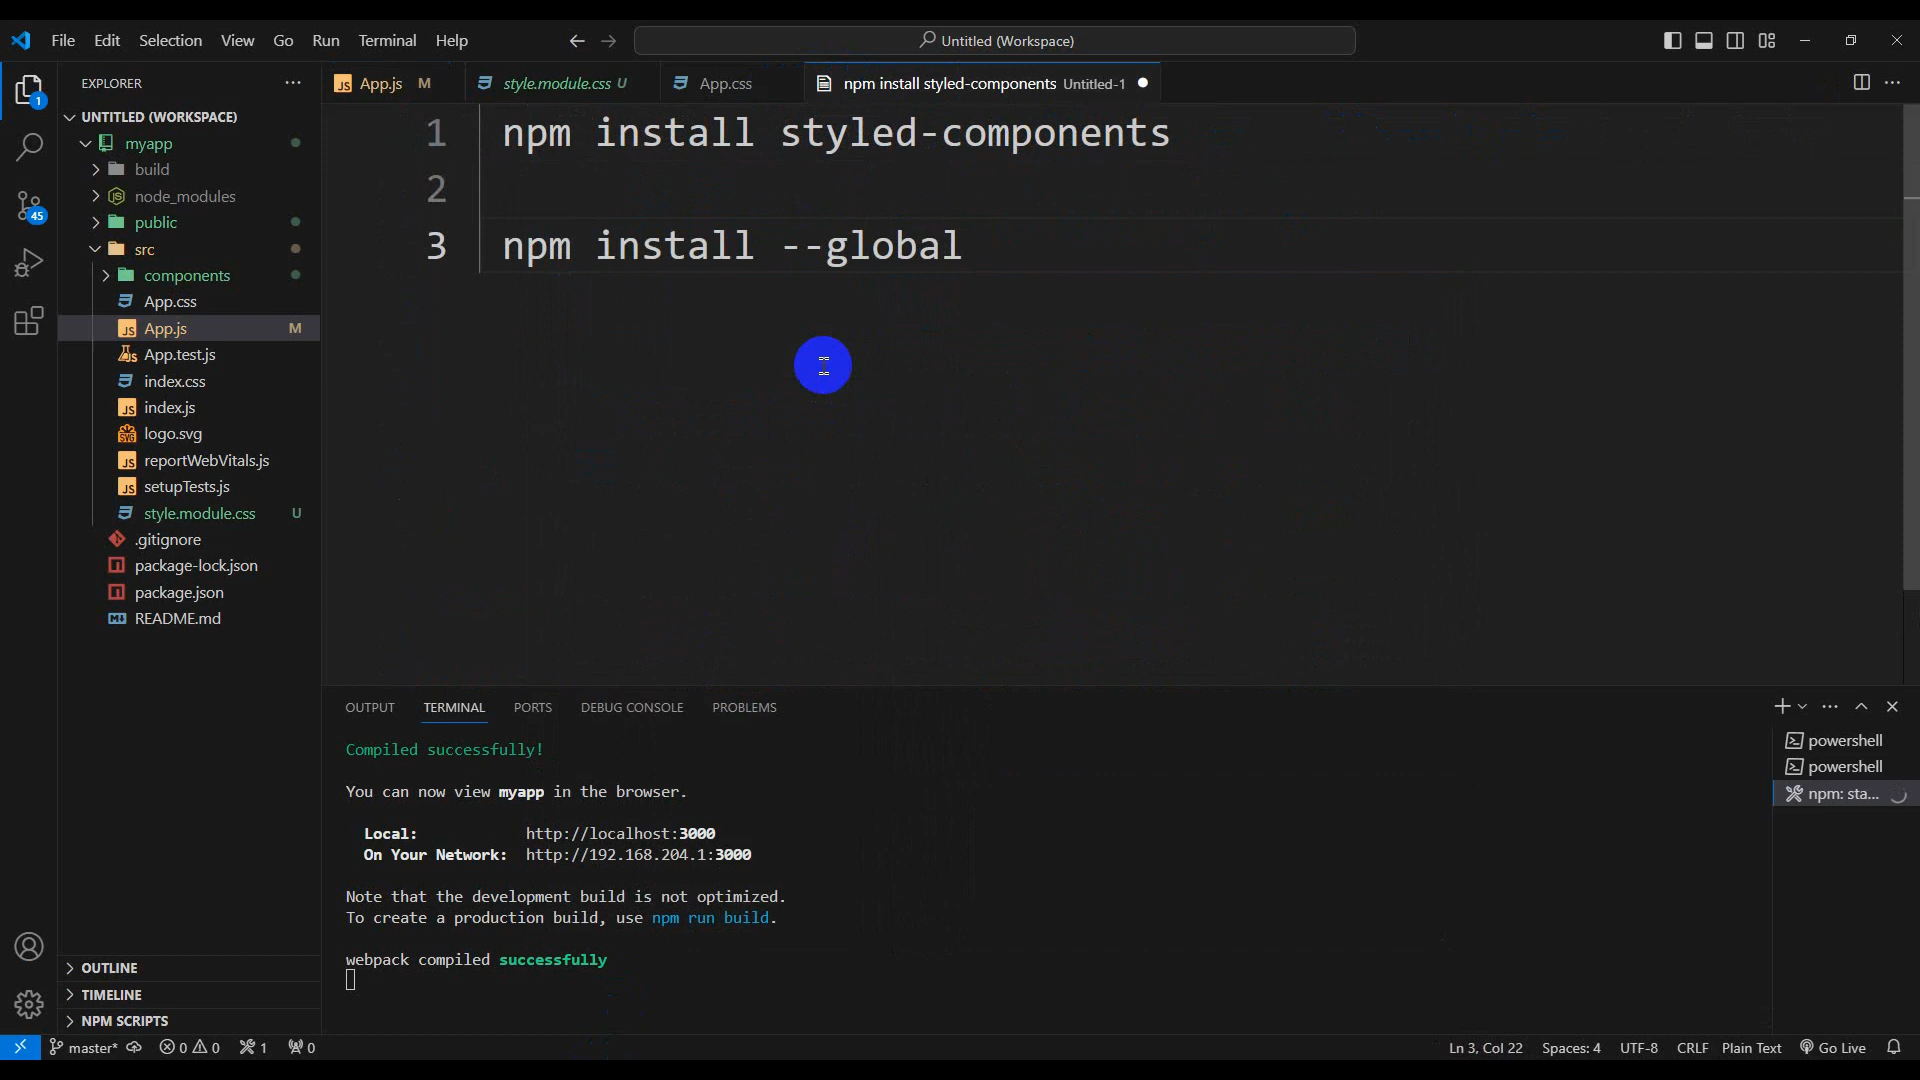 File Edit Selection View Go Run Terminal Help
Untitled (Workspace)
EXPLORER
App.js M
style.module.css U
App.css
npm install styled-components Untitled-1
1
45
UNTITLED (WORKSPACE)
myapp
build
node_modules
public
src
components
App.css
App.js M
App.test.js
index.css
index.js
logo.svg
reportWebVitals.js
setupTests.js
style.module.css U
.gitignore
package-lock.json
package.json
README.md
OUTLINE
TIMELINE
NPM SCRIPTS
1 npm install styled-components
2
3 npm install --global
OUTPUT TERMINAL PORTS DEBUG CONSOLE PROBLEMS
Compiled successfully!
You can now view myapp in the browser.
Local: http://localhost:3000
On Your Network: http://192.168.204.1:3000
Note that the development build is not optimized.
To create a production build, use npm run build.
webpack compiled successfully
powershell
powershell
npm: sta...
master* 0 0 1 0
Ln 3, Col 22 Spaces: 4 UTF-8 CRLF Plain Text Go Live